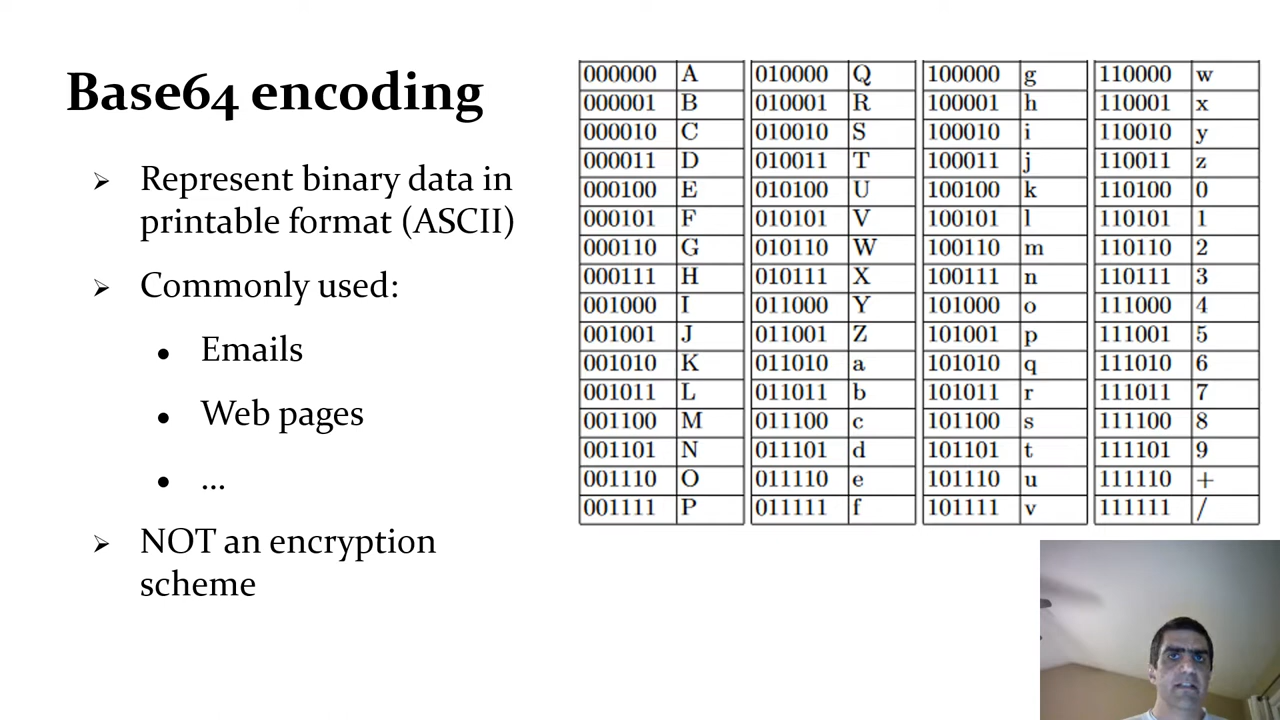 Base64 encoding
➢ Represent binary data in
printable format (ASCII)
➢ Commonly used:
● Emails
● Web pages
● ...
➢ NOT an encryption
scheme
000000 A 010000 Q 100000 g 110000 w
000001 B 010001 R 100001 h 110001 x
000010 C 010010 S 100010 i 110010 y
000011 D 010011 T 100011 j 110011 z
000100 E 010100 U 100100 k 110100 0
000101 F 010101 V 100101 l 110101 1
000110 G 010110 W 100110 m 110110 2
000111 H 010111 X 100111 n 110111 3
001000 I 011000 Y 101000 o 111000 4
001001 J 011001 Z 101001 p 111001 5
001010 K 011010 a 101010 q 111010 6
001011 L 011011 b 101011 r 111011 7
001100 M 011100 c 101100 s 111100 8
001101 N 011101 d 101101 t 111101 9
001110 O 011110 e 101110 u 111110 +
001111 P 011111 f 101111 v 111111 /